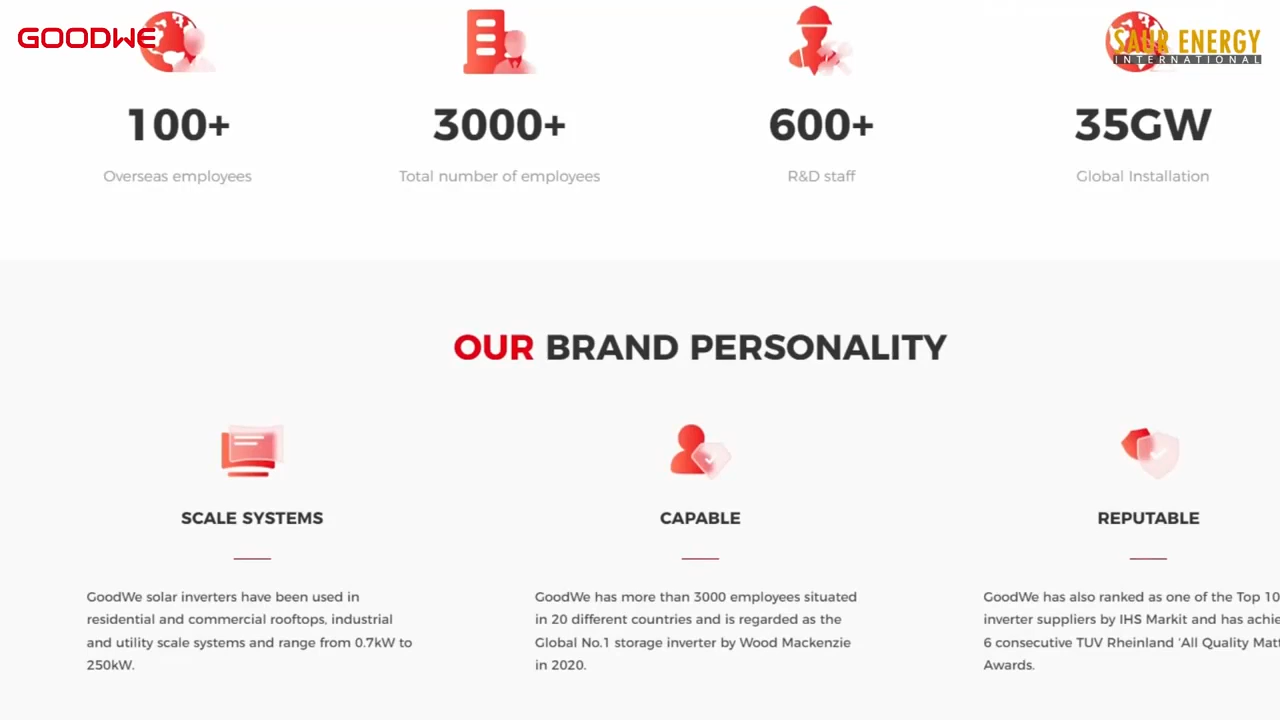 GOODWE
SAUR ENERGY
INTERNATIONAL
100+
3000+
600+
35GW
Overseas employees
Total number of employees
R&D staff
Global Installation
OUR BRAND PERSONALITY
SCALE SYSTEMS
GoodWe solar inverters have been used in
residential and commercial rooftops, industrial
and utility scale systems and range from 0.7kW to
250kW.
CAPABLE
GoodWe has more than 3000 employees situated
in 20 different countries and is regarded as the
Global No.1 storage inverter by Wood Mackenzie
in 2020.
REPUTABLE
GoodWe has also ranked as one of the Top 10
inverter suppliers by IHS Markit and has achie
6 consecutive TUV Rheinland ‘All Quality Matt
Awards.